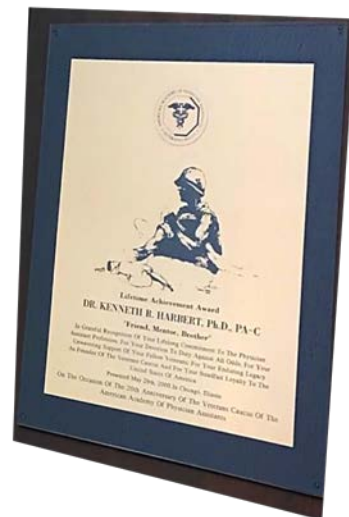 Lifetime Achievement Award
DR. KENNETH R. HARBERT, Ph.D., PA-C
"Friend, Mentor, Brother"
In Grateful Recognition Of Your Lifelong Commitment To The Physician
Assistant Profession, For Your Devotion To Duty Against All Odds, For Your
Unwavering Support Of Your Fellow Veterans, For Your Enduring Legacy
As Founder Of The Veterans Caucus And For Your Steadfast Loyalty To The
United States Of America
Presented May 29th, 2000 In Chicago, Illinois
On The Occasion Of The 20th Anniversary Of The Veterans Caucus Of The
American Academy Of Physician Assistants